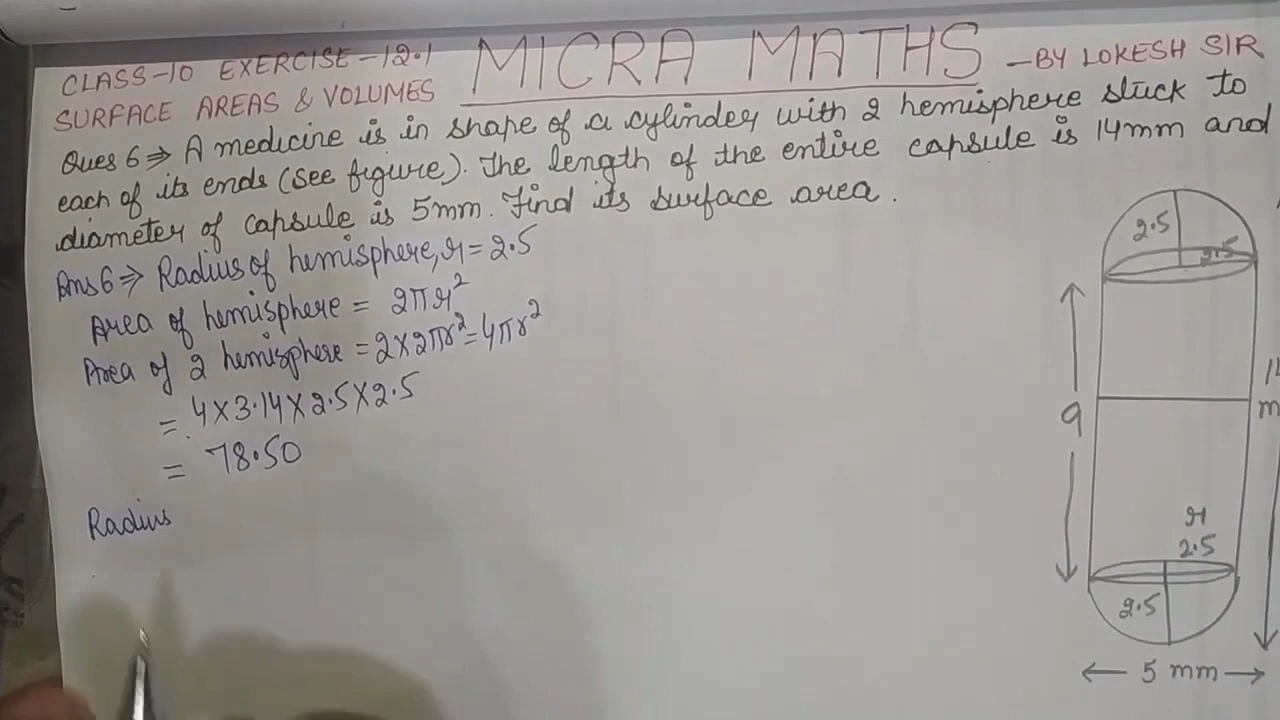 CLASS-10 EXERCISE-12.1 MICRA MATHS -BY LOKESH SIR
SURFACE AREAS & VOLUMES
Ques 6 ⇒ A medicine is in shape of a cylinder with 2 hemisphere stuck to
each of its ends (see figure). The length of the entire capsule is 14mm and
diameter of capsule is 5mm. Find its surface area.
Ans 6 ⇒ Radius of hemisphere, r = 2.5
Area of hemisphere = 2πr²
Area of 2 hemisphere = 2×2πr² = 4πr²
= 4×3.14×2.5×2.5
= 78.50
Radius
2.5
2.5
9
r
2.5
2.5
5 mm